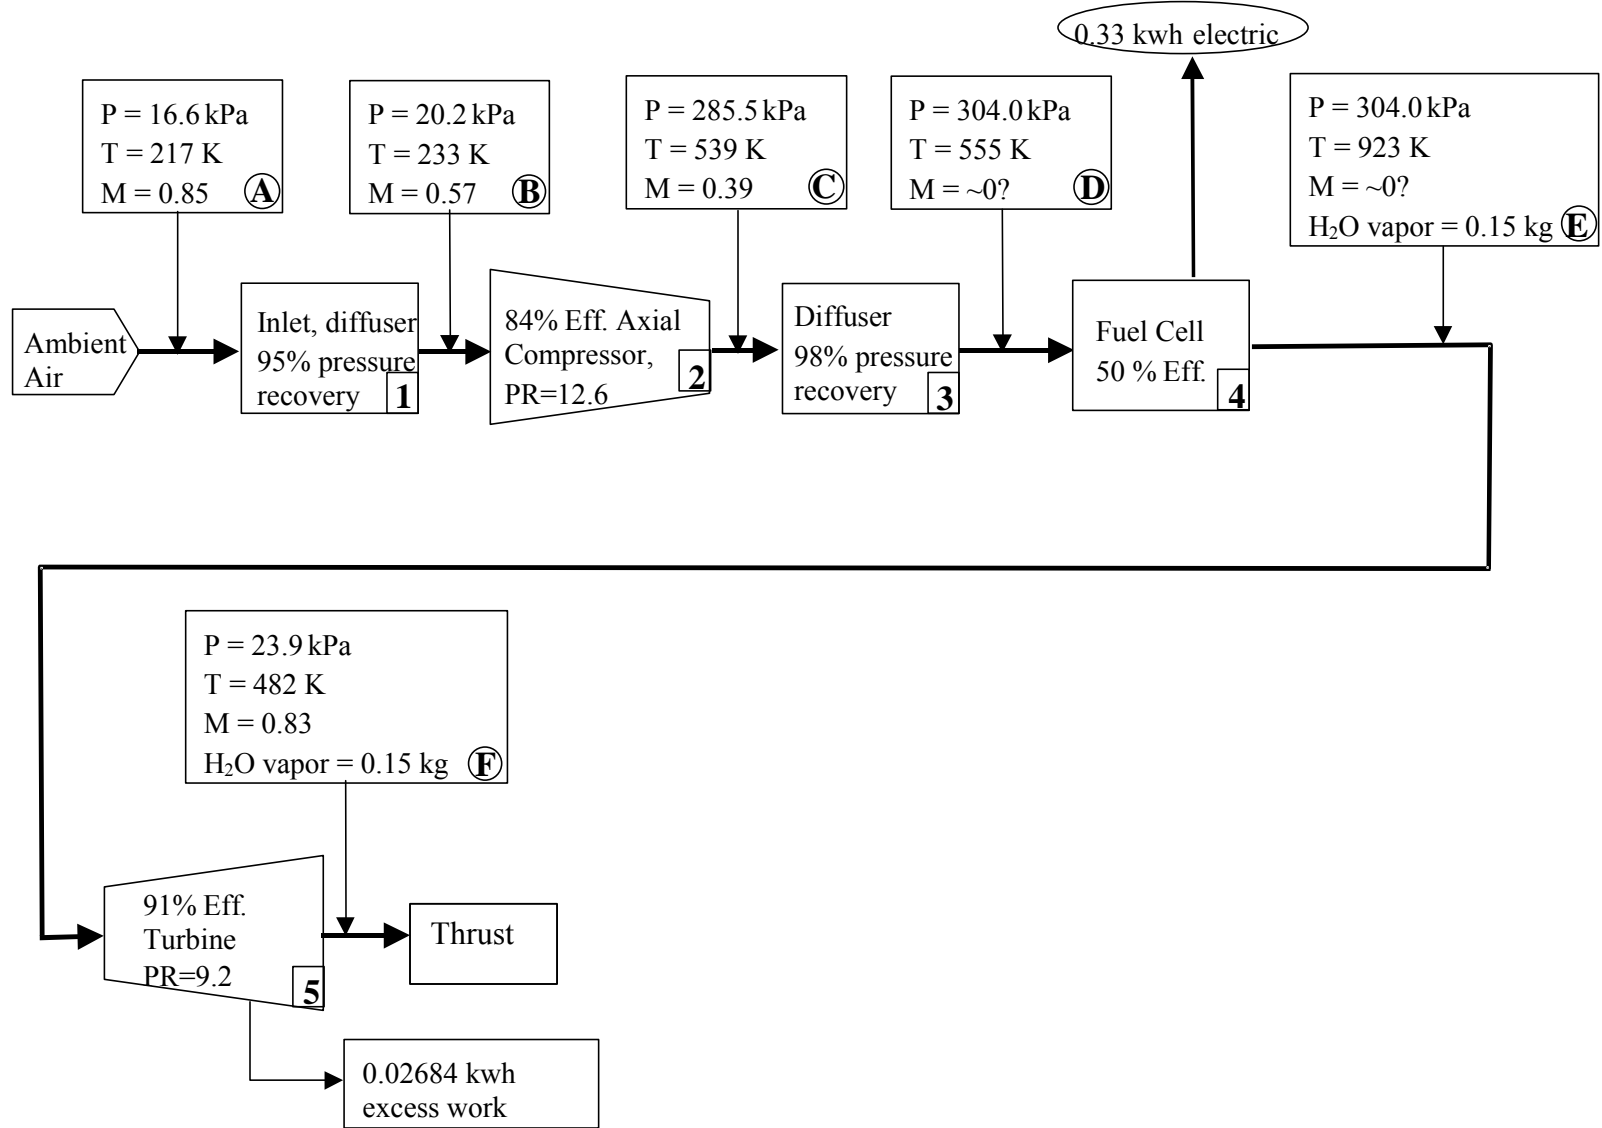 0.33 kwh electric
P = 16.6 kPa
T = 217 K
M = 0.85
A
P = 20.2 kPa
T = 233 K
M = 0.57
B
P = 285.5 kPa
T = 539 K
M = 0.39
C
P = 304.0 kPa
T = 555 K
M = ~0?
D
P = 304.0 kPa
T = 923 K
M = ~0?
H₂O vapor = 0.15 kg
E
Ambient
Air
Inlet, diffuser
95% pressure
recovery
1
84% Eff. Axial
Compressor,
PR=12.6
2
Diffuser
98% pressure
recovery
3
Fuel Cell
50 % Eff.
4
P = 23.9 kPa
T = 482 K
M = 0.83
H₂O vapor = 0.15 kg
F
91% Eff.
Turbine
PR=9.2
5
Thrust
0.02684 kwh
excess work